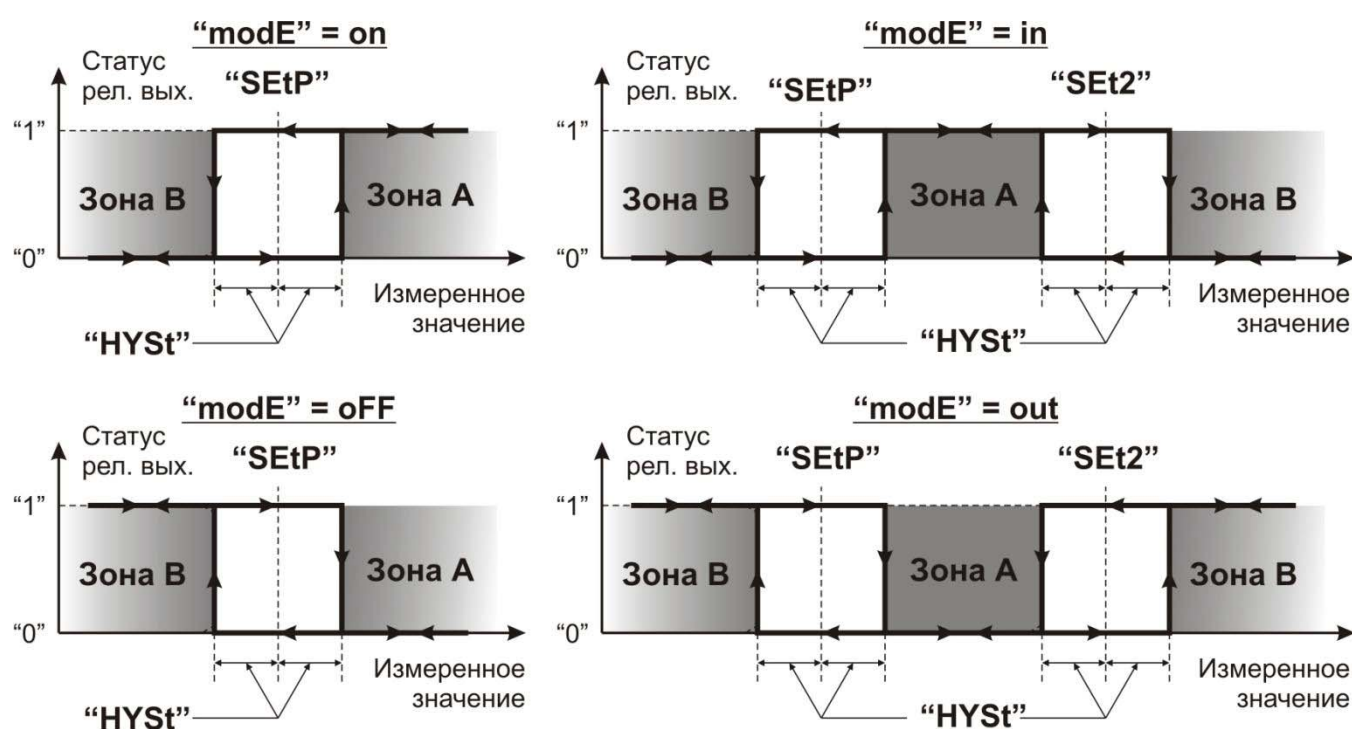 “modE” = on
Статус
рел. вых.
“SEtP”
“1”
Зона B
Зона A
“0”
Измеренное
значение
“HYSt”
“modE” = in
Статус
рел. вых.
“SEtP”
“SEt2”
“1”
Зона B
Зона A
Зона B
“0”
Измеренное
значение
“HYSt”
“modE” = oFF
Статус
рел. вых.
“SEtP”
“1”
Зона B
Зона A
“0”
Измеренное
значение
“HYSt”
“modE” = out
Статус
рел. вых.
“SEtP”
“SEt2”
“1”
Зона B
Зона A
Зона B
“0”
Измеренное
значение
“HYSt”